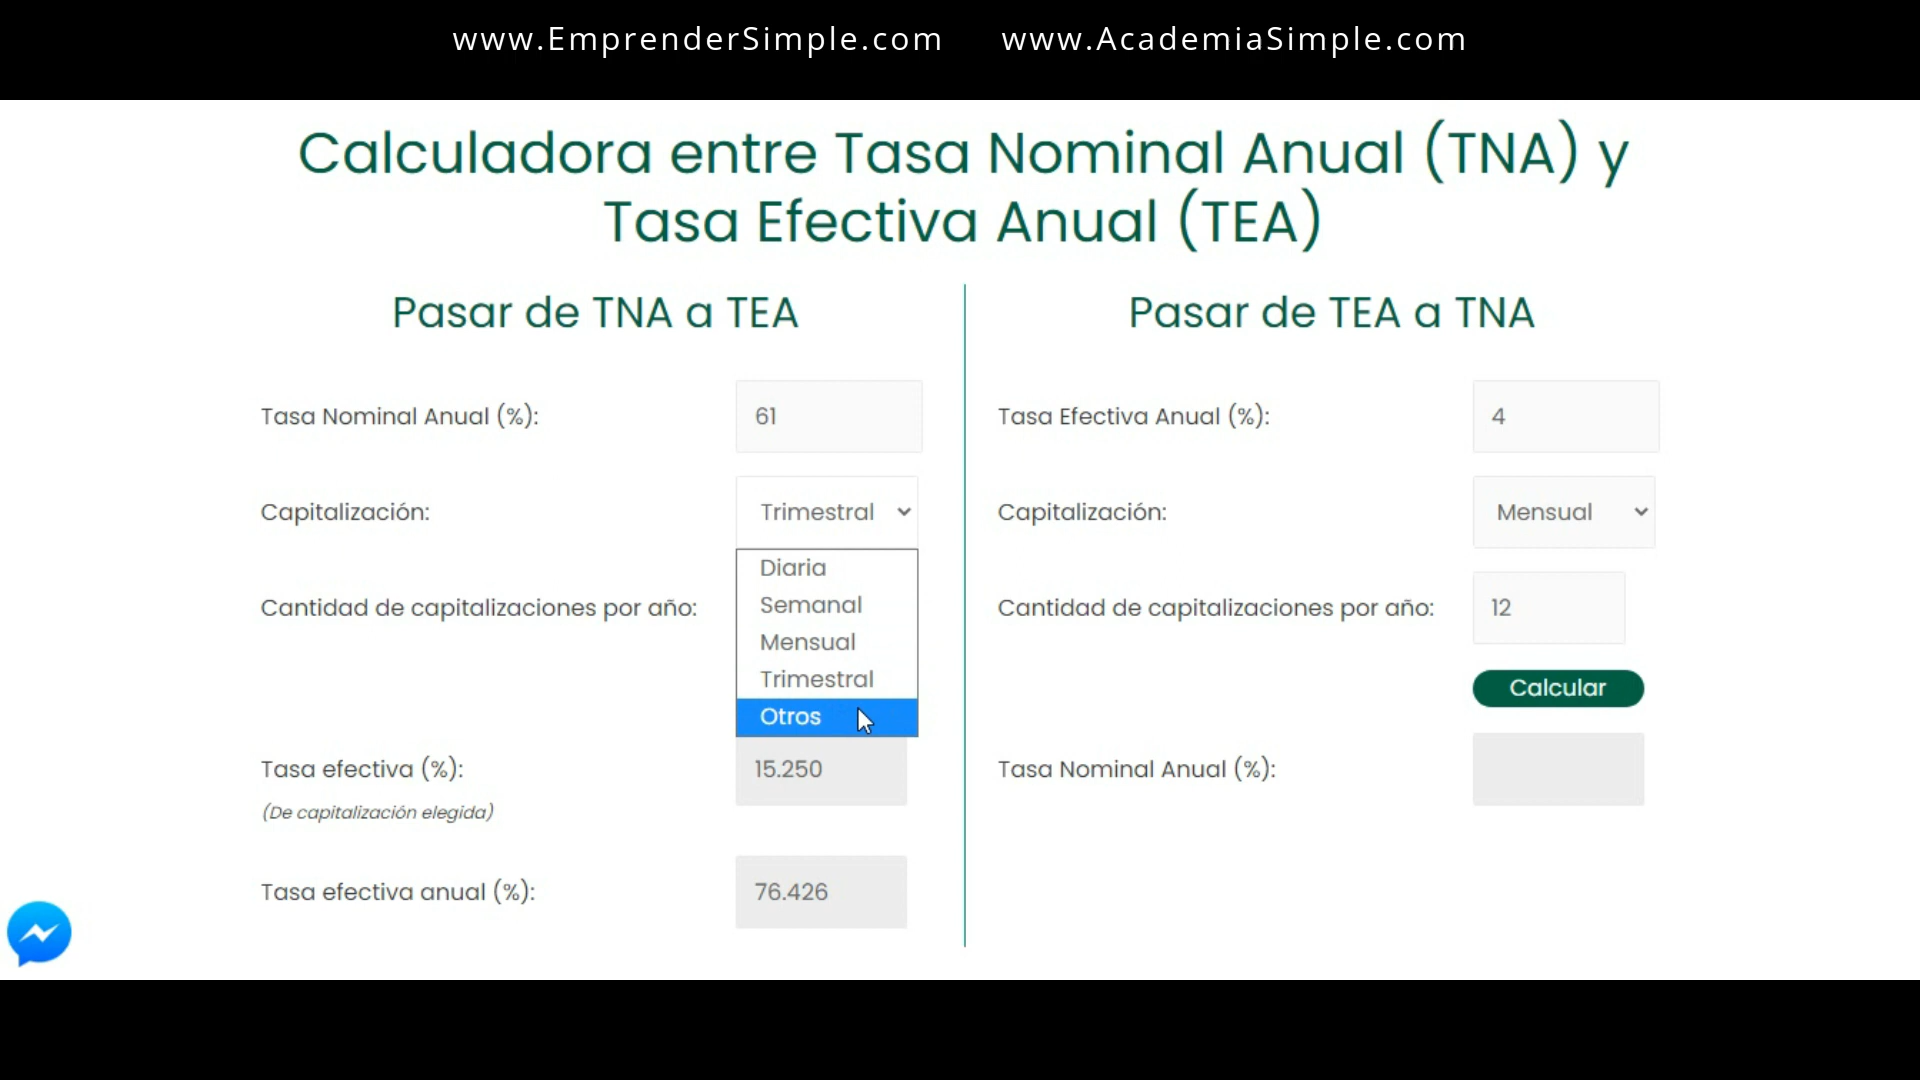 www.EmprenderSimple.com www.AcademiaSimple.com
Calculadora entre Tasa Nominal Anual (TNA) y
Tasa Efectiva Anual (TEA)
Pasar de TNA a TEA
Tasa Nominal Anual (%): 61
Capitalización: Trimestral
Diaria
Semanal
Mensual
Trimestral
Otros
Cantidad de capitalizaciones por año:
Tasa efectiva (%): 15.250
(De capitalización elegida)
Tasa efectiva anual (%): 76.426
Pasar de TEA a TNA
Tasa Efectiva Anual (%): 4
Capitalización: Mensual
Cantidad de capitalizaciones por año: 12
Calcular
Tasa Nominal Anual (%):